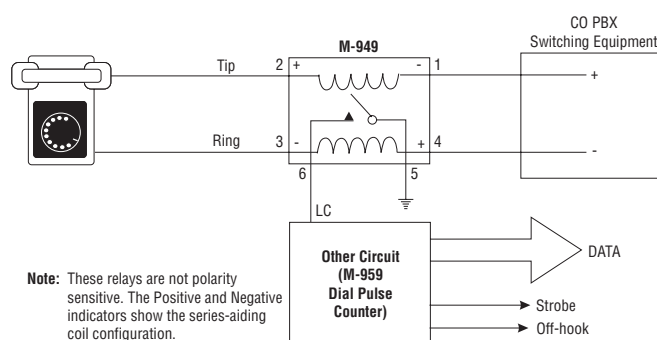 CO PBX
Switching Equipment
M-949
Tip
2
+
-
1
+
Ring
3
-
+
4
-
6
5
LC
Other Circuit
(M-959
Dial Pulse
Counter)
DATA
Strobe
Off-hook
Note: These relays are not polarity
sensitive. The Positive and Negative
indicators show the series-aiding
coil configuration.